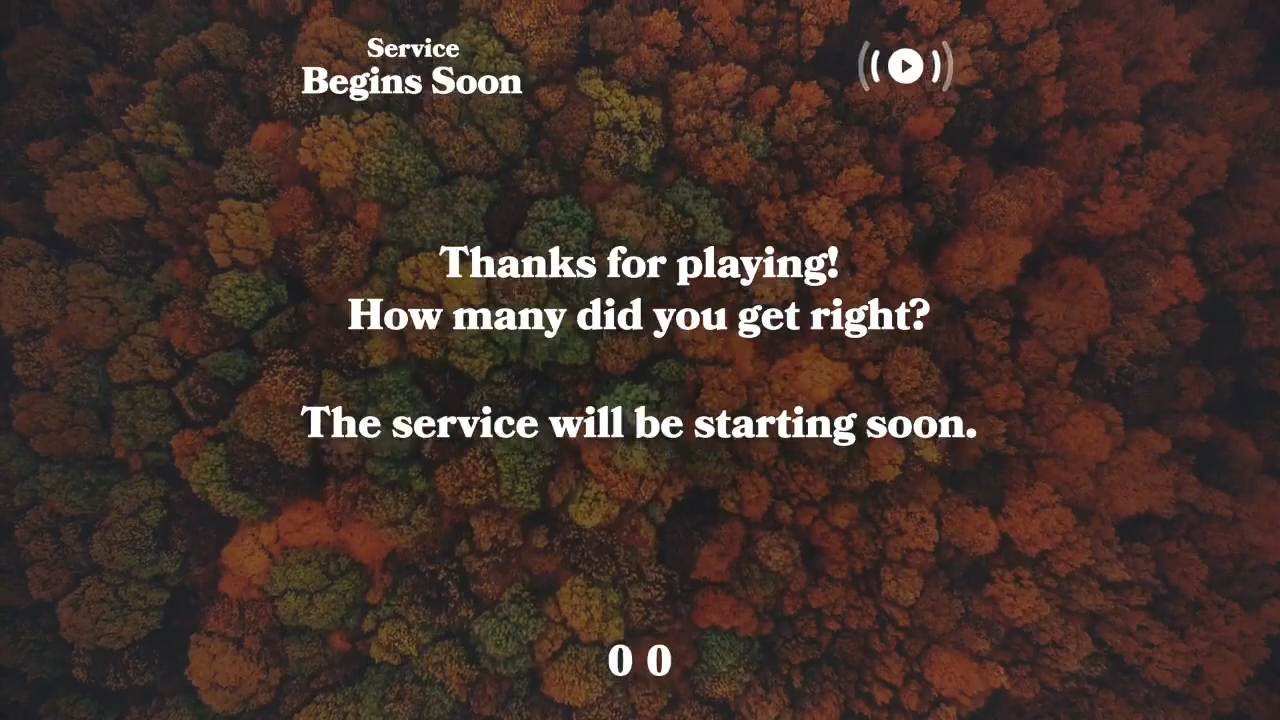 Service
Begins Soon
Thanks for playing!
How many did you get right?
The service will be starting soon.
0 0